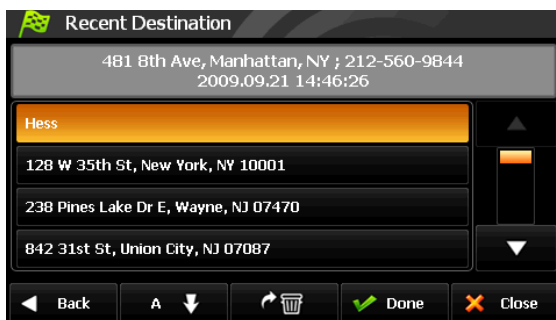 Recent Destination
481 8th Ave, Manhattan, NY ; 212-560-9844
2009.09.21 14:46:26
Hess
128 W 35th St, New York, NY 10001
238 Pines Lake Dr E, Wayne, NJ 07470
842 31st St, Union City, NJ 07087
Back A Done Close